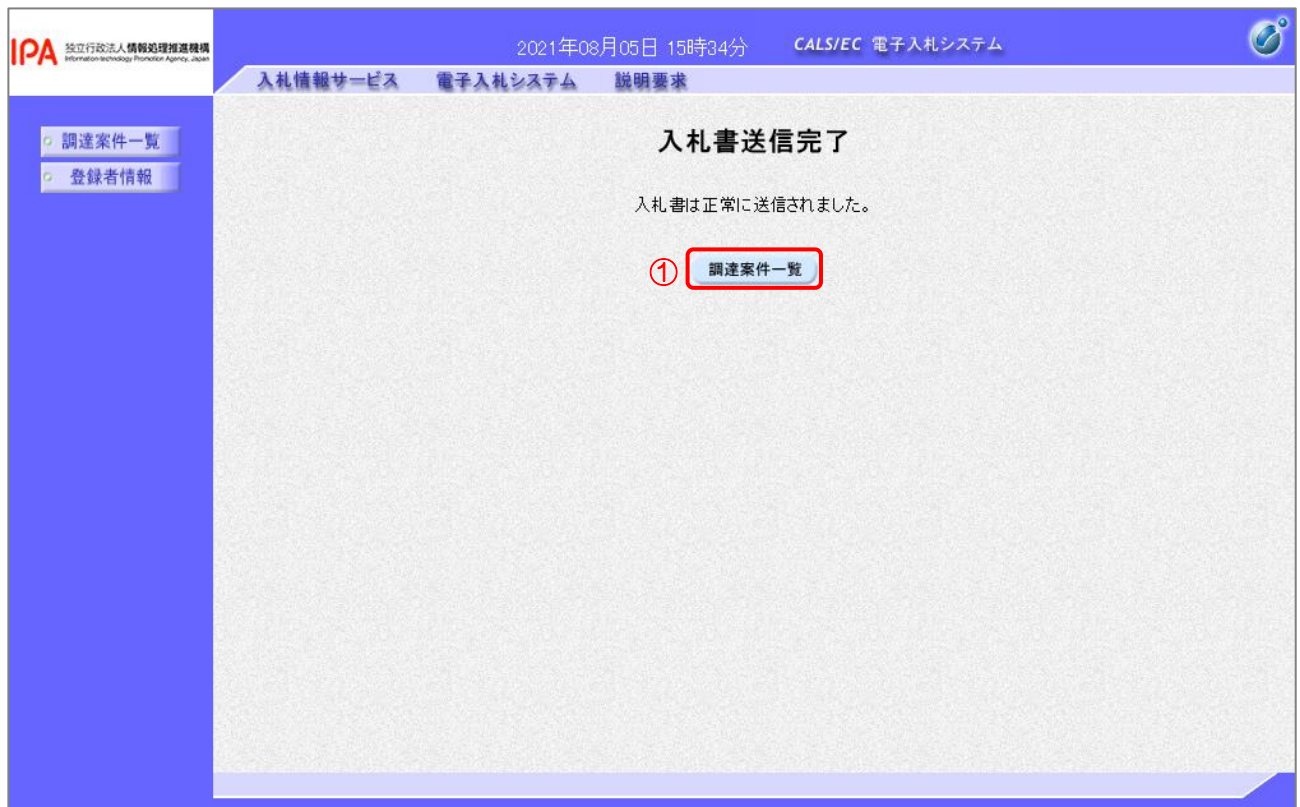 IPA 独立行政法人情報処理推進機構
Information-technology Promotion Agency, Japan
2021年08月05日 15時34分 CALS/EC 電子入札システム
入札情報サービス 電子入札システム 説明要求
調達案件一覧
登録者情報
入札書送信完了
入札書は正常に送信されました。
① 調達案件一覧